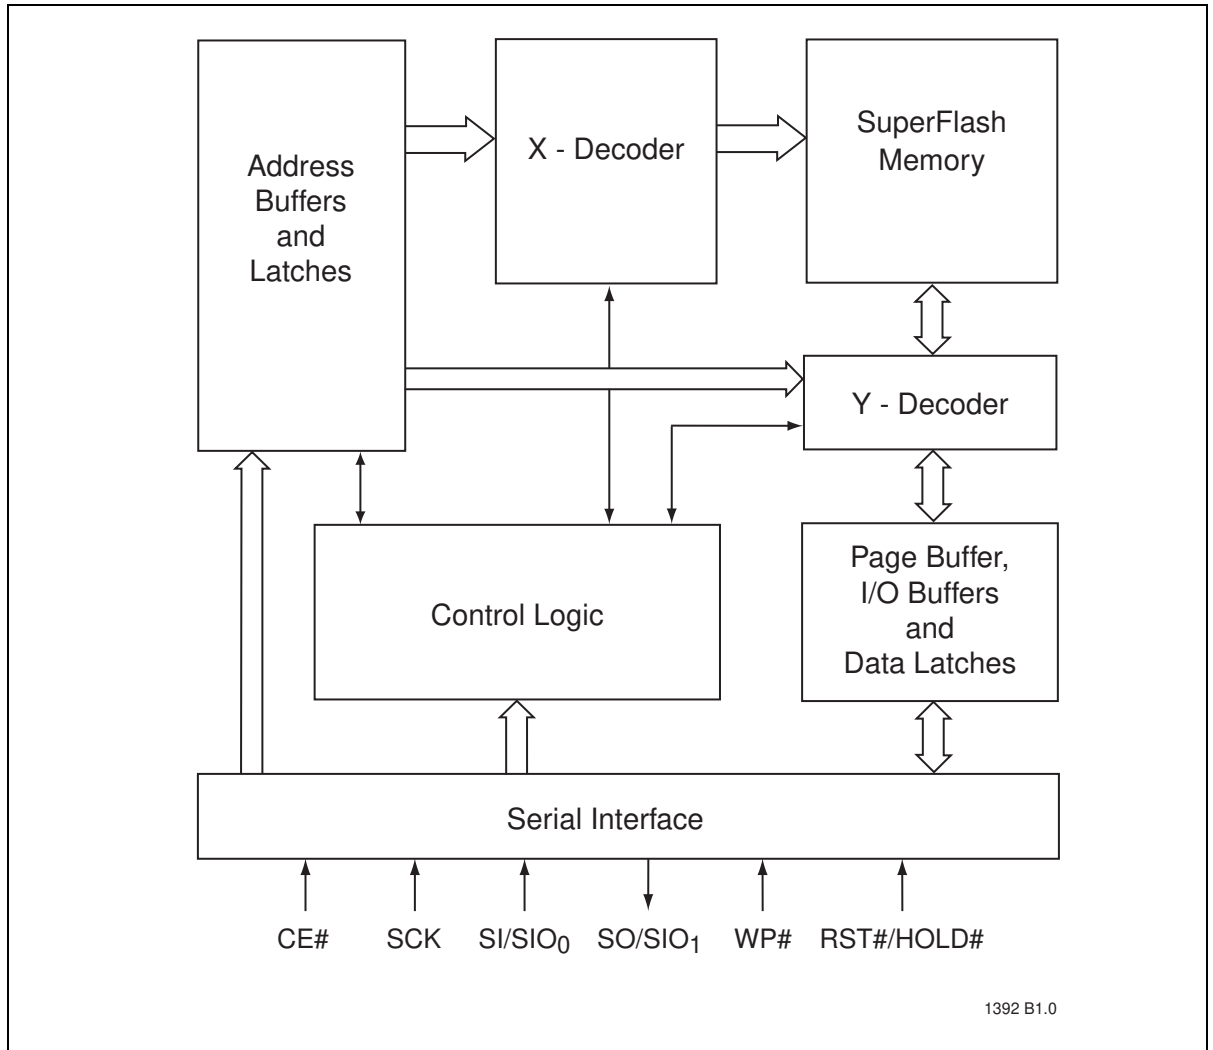 Address
Buffers
and
Latches
X - Decoder
SuperFlash
Memory
Y - Decoder
Control Logic
Page Buffer,
I/O Buffers
and
Data Latches
Serial Interface
CE# SCK SI/SIO0 SO/SIO1 WP# RST#/HOLD#
1392 B1.0